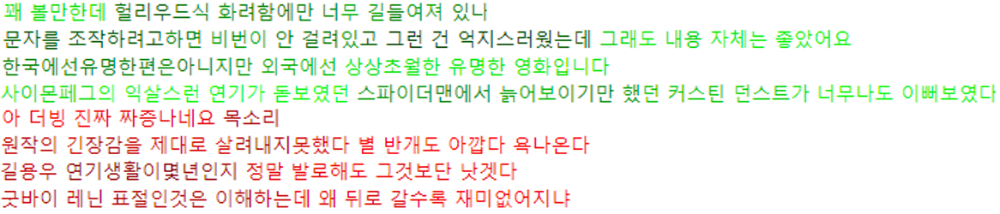 꽤 볼만한데 헐리우드식 화려함에만 너무 길들여져 있나
문자를 조작하려고하면 비번이 안 걸려있고 그런 건 억지스러웠는데 그래도 내용 자체는 좋았어요
한국에선유명한편은아니지만 외국에선 상상초월한 유명한 영화입니다
사이몬페그의 익살스런 연기가 돋보였던 스파이더맨에서 늙어보이기만 했던 커스틴 던스트가 너무나도 이뻐보였다
아 더빙 진짜 짜증나네요 목소리
원작의 긴장감을 제대로 살려내지못했다 별 반개도 아깝다 욕나온다
길용우 연기생활이몇년인지 정말 발로해도 그것보단 낫겟다
굿바이 레닌 표절인것은 이해하는데 왜 뒤로 갈수록 재미없어지냐